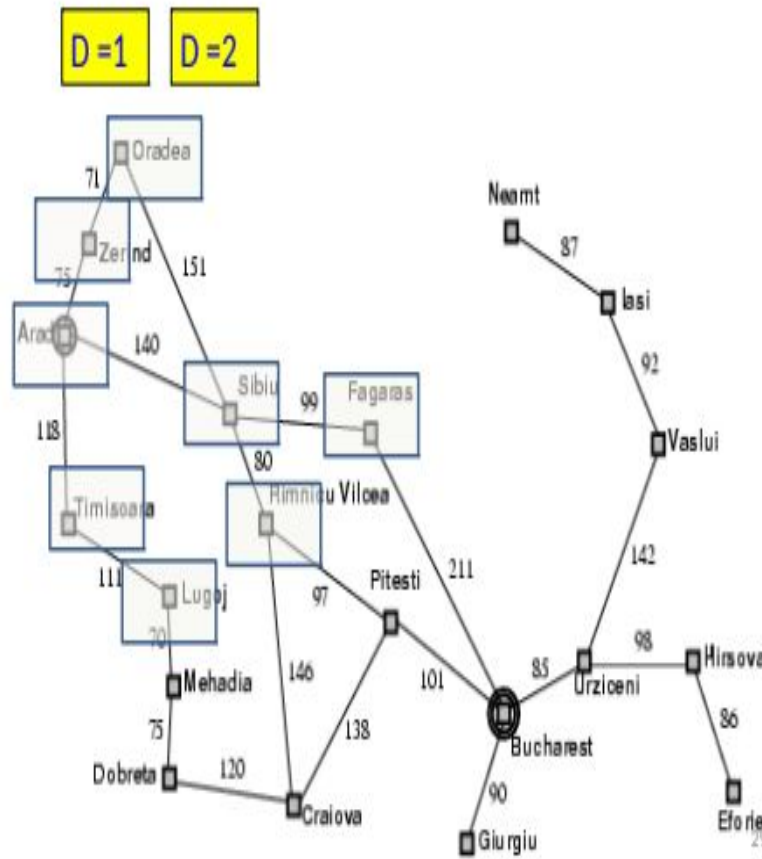 D =1 D =2
Oradea
71
Neamt
Zerind
87
151
75
Iasi
Arad
140
92
Sibiu
Fagaras
99
118
80
Vaslui
Timisoara
Rimnicu Vilcea
111
Lugoj
97
Pitesti
211
142
70
98
Hirsova
Mehadia
146
101
85
Urziceni
75
138
86
Bucharest
Dobreta
120
90
Craiova
Eforie
Giurgiu